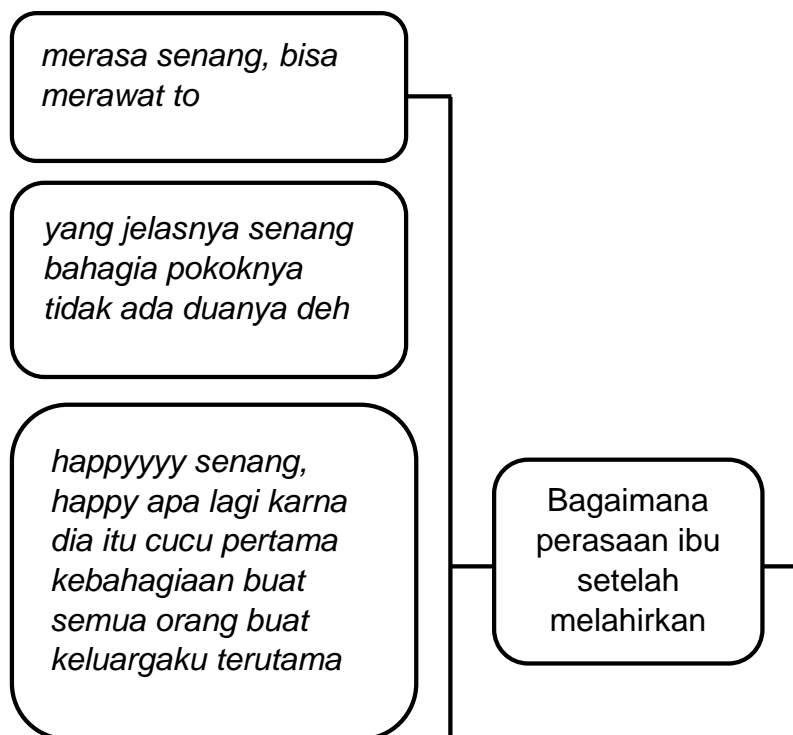 merasa senang, bisa
merawat to
yang jelasnya senang
bahagia pokoknya
tidak ada duanya deh
happyyyy senang,
happy apa lagi karna
dia itu cucu pertama
kebahagiaan buat
semua orang buat
keluargaku terutama
Bagaimana
perasaan ibu
setelah
melahirkan